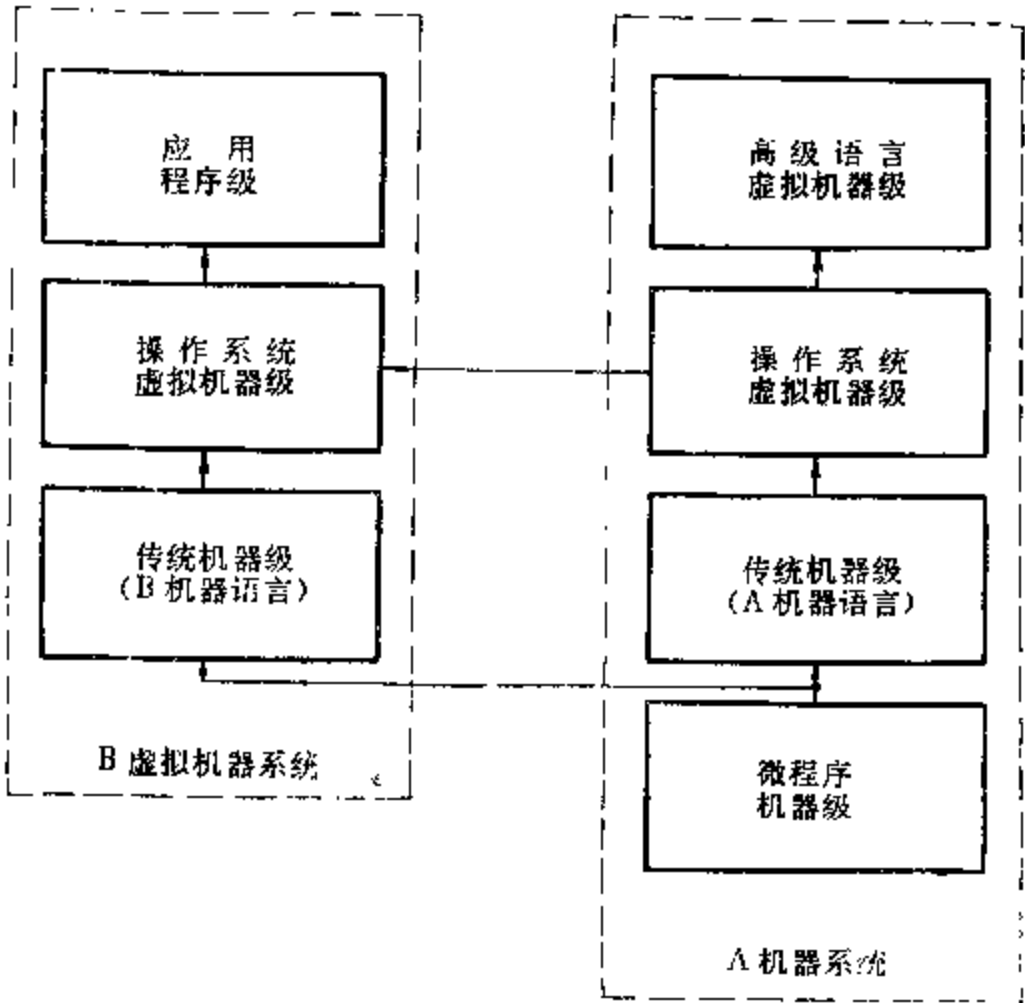 应用
程序级
操作系统
虚拟机器级
传统机器级
(B机器语言)
B虚拟机器系统
高级语言
虚拟机器级
操作系统
虚拟机器级
传统机器级
(A机器语言)
微程序
机器级
A机器系统